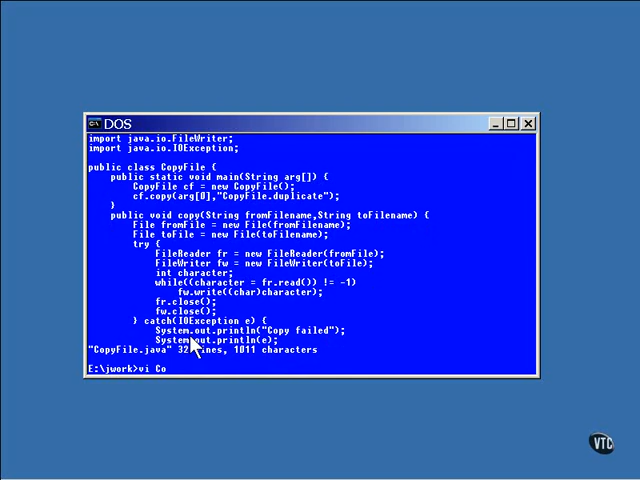 DOS
import java.io.FileWriter;
import java.io.IOException;
public class CopyFile {
public static void main(String arg[]) {
CopyFile cf = new CopyFile();
cf.copy(arg[0],"CopyFile.duplicate");
}
public void copy(String fromFilename,String toFilename) {
File fromFile = new File(fromFilename);
File toFile = new File(toFilename);
try {
FileReader fr = new FileReader(fromFile);
FileWriter fw = new FileWriter(toFile);
int character;
while((character = fr.read()) != -1)
fw.write((char)character);
fr.close();
fw.close();
} catch(IOException e) {
System.out.println("Copy failed");
System.out.println(e);
"CopyFile.java" 32 lines, 1011 characters
E:\jwork>vi Co
VTC